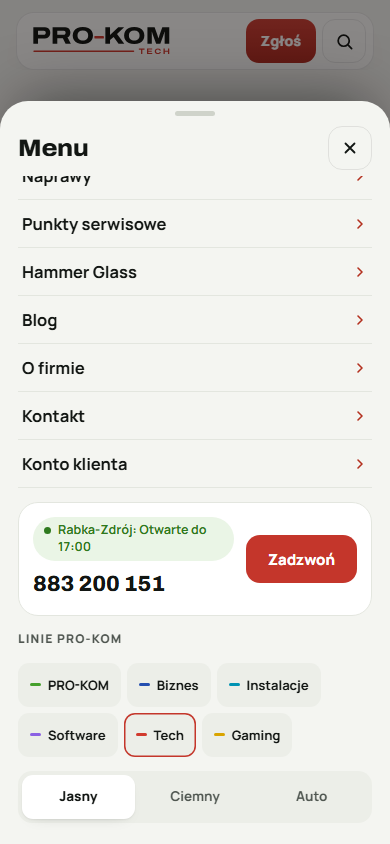 PRO-KOM
TECH
Zgłoś
Menu
Naprawy
Punkty serwisowe
Hammer Glass
Blog
O firmie
Kontakt
Konto klienta
Rabka-Zdrój: Otwarte do
17:00
883 200 151
Zadzwoń
LINIE PRO-KOM
PRO-KOM
Biznes
Instalacje
Software
Tech
Gaming
Jasny
Ciemny
Auto